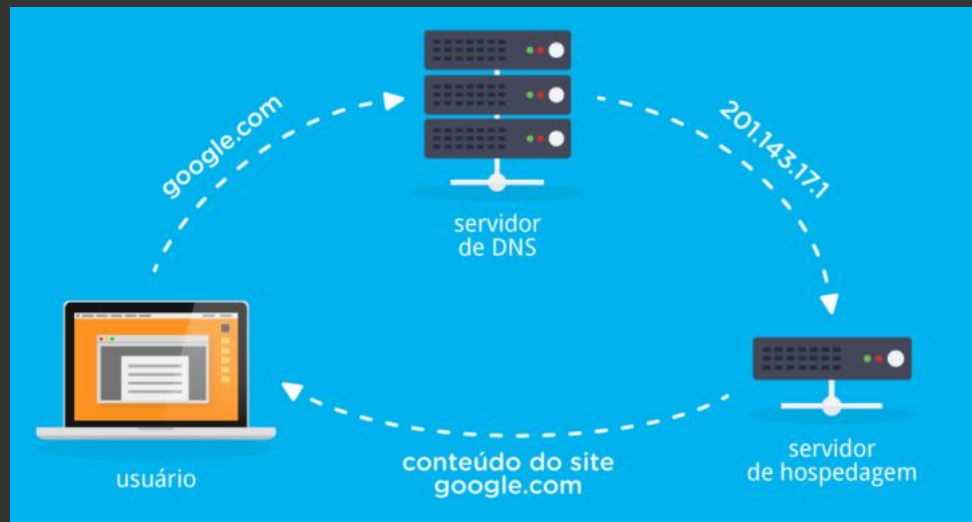 google.com
servidor
de DNS
201.143.17.1
servidor
de hospedagem
conteúdo do site
google.com
usuário